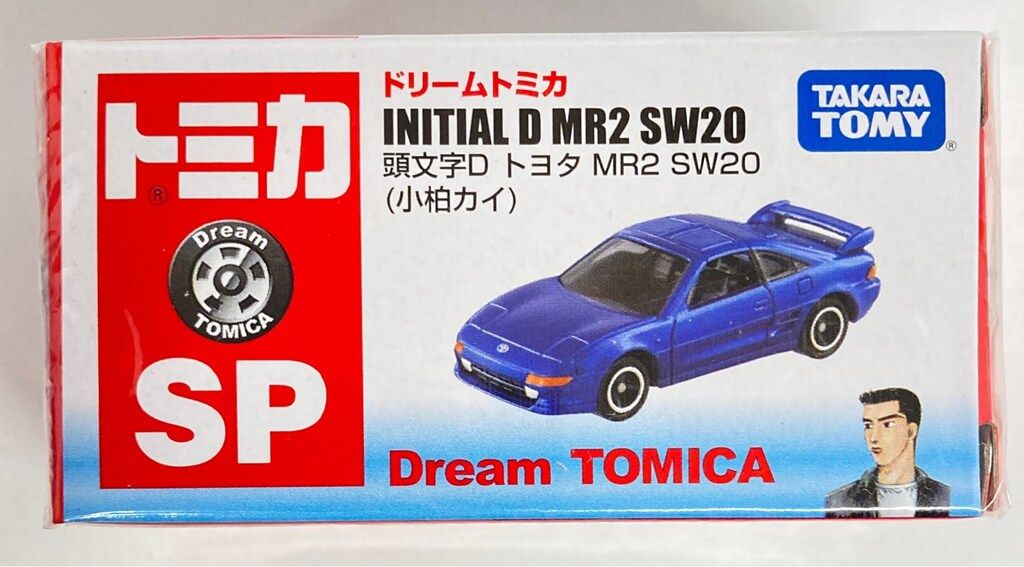 トミカ
®
Dream
TOMICA
SP
ドリームトミカ
INITIAL D MR2 SW20
頭文字D トヨタ MR2 SW20
(小柏カイ)
TAKARA
TOMY
®
Dream TOMICA